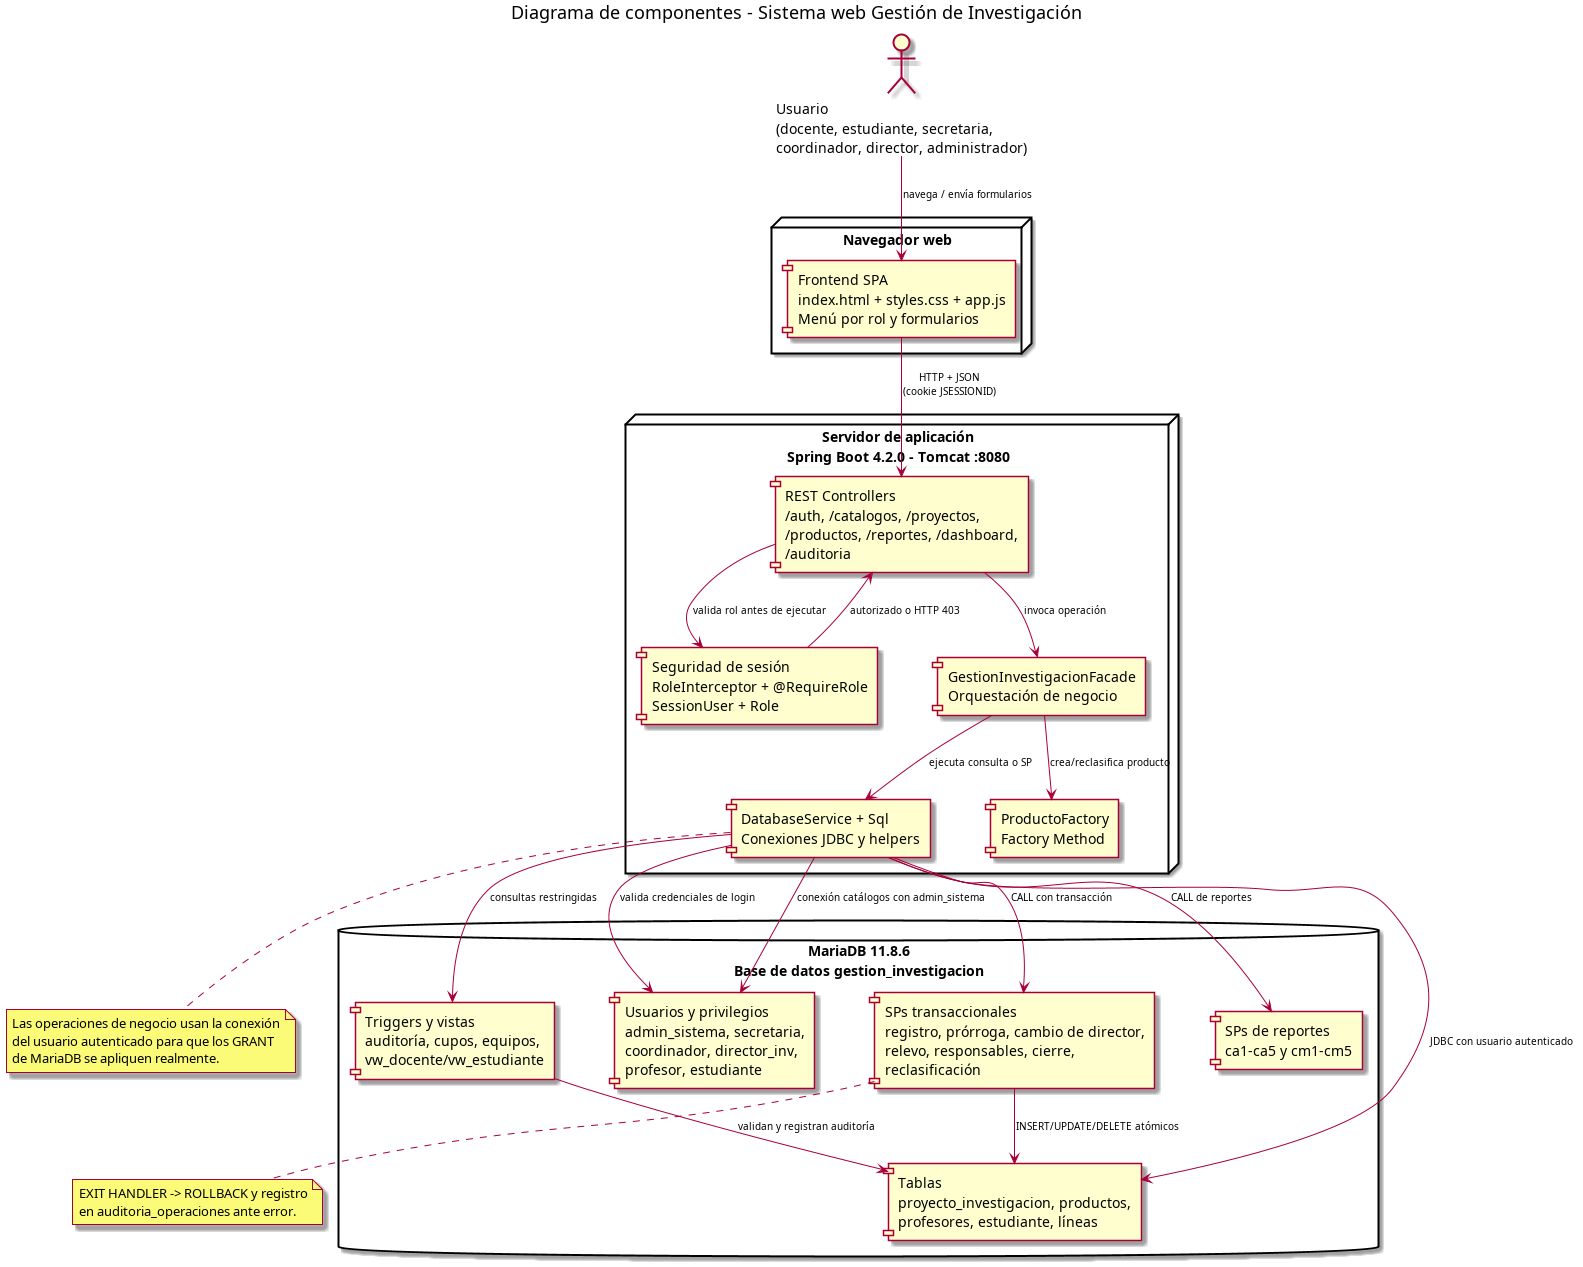 Diagrama de componentes - Sistema web Gestión de Investigación
Usuario
(docente, estudiante, secretaria,
coordinador, director, administrador)
navega / envía formularios
Navegador web
Frontend SPA
index.html + styles.css + app.js
Menú por rol y formularios
HTTP + JSON
(cookie JSESSIONID)
Servidor de aplicación
Spring Boot 4.2.0 - Tomcat :8080
REST Controllers
/auth, /catalogos, /proyectos,
/productos, /reportes, /dashboard,
/auditoria
valida rol antes de ejecutar
autorizado o HTTP 403
invoca operación
Seguridad de sesión
RoleInterceptor + @RequireRole
SessionUser + Role
GestionInvestigacionFacade
Orquestación de negocio
ejecuta consulta o SP
crea/reclasifica producto
DatabaseService + Sql
Conexiones JDBC y helpers
ProductoFactory
Factory Method
consultas restringidas
valida credenciales de login
conexión catálogos con admin_sistema
CALL con transacción
CALL de reportes
MariaDB 11.8.6
Base de datos gestion_investigacion
Las operaciones de negocio usan la conexión
del usuario autenticado para que los GRANT
de MariaDB se apliquen realmente.
Triggers y vistas
auditoría, cupos, equipos,
vw_docente/vw_estudiante
Usuarios y privilegios
admin_sistema, secretaria,
coordinador, director_inv,
profesor, estudiante
SPs transaccionales
registro, prórroga, cambio de director,
relevo, responsables, cierre,
reclasificación
SPs de reportes
ca1-ca5 y cm1-cm5
JDBC con usuario autenticado
validan y registran auditoría
INSERT/UPDATE/DELETE atómicos
EXIT HANDLER -> ROLLBACK y registro
en auditoria_operaciones ante error.
Tablas
proyecto_investigacion, productos,
profesores, estudiante, líneas